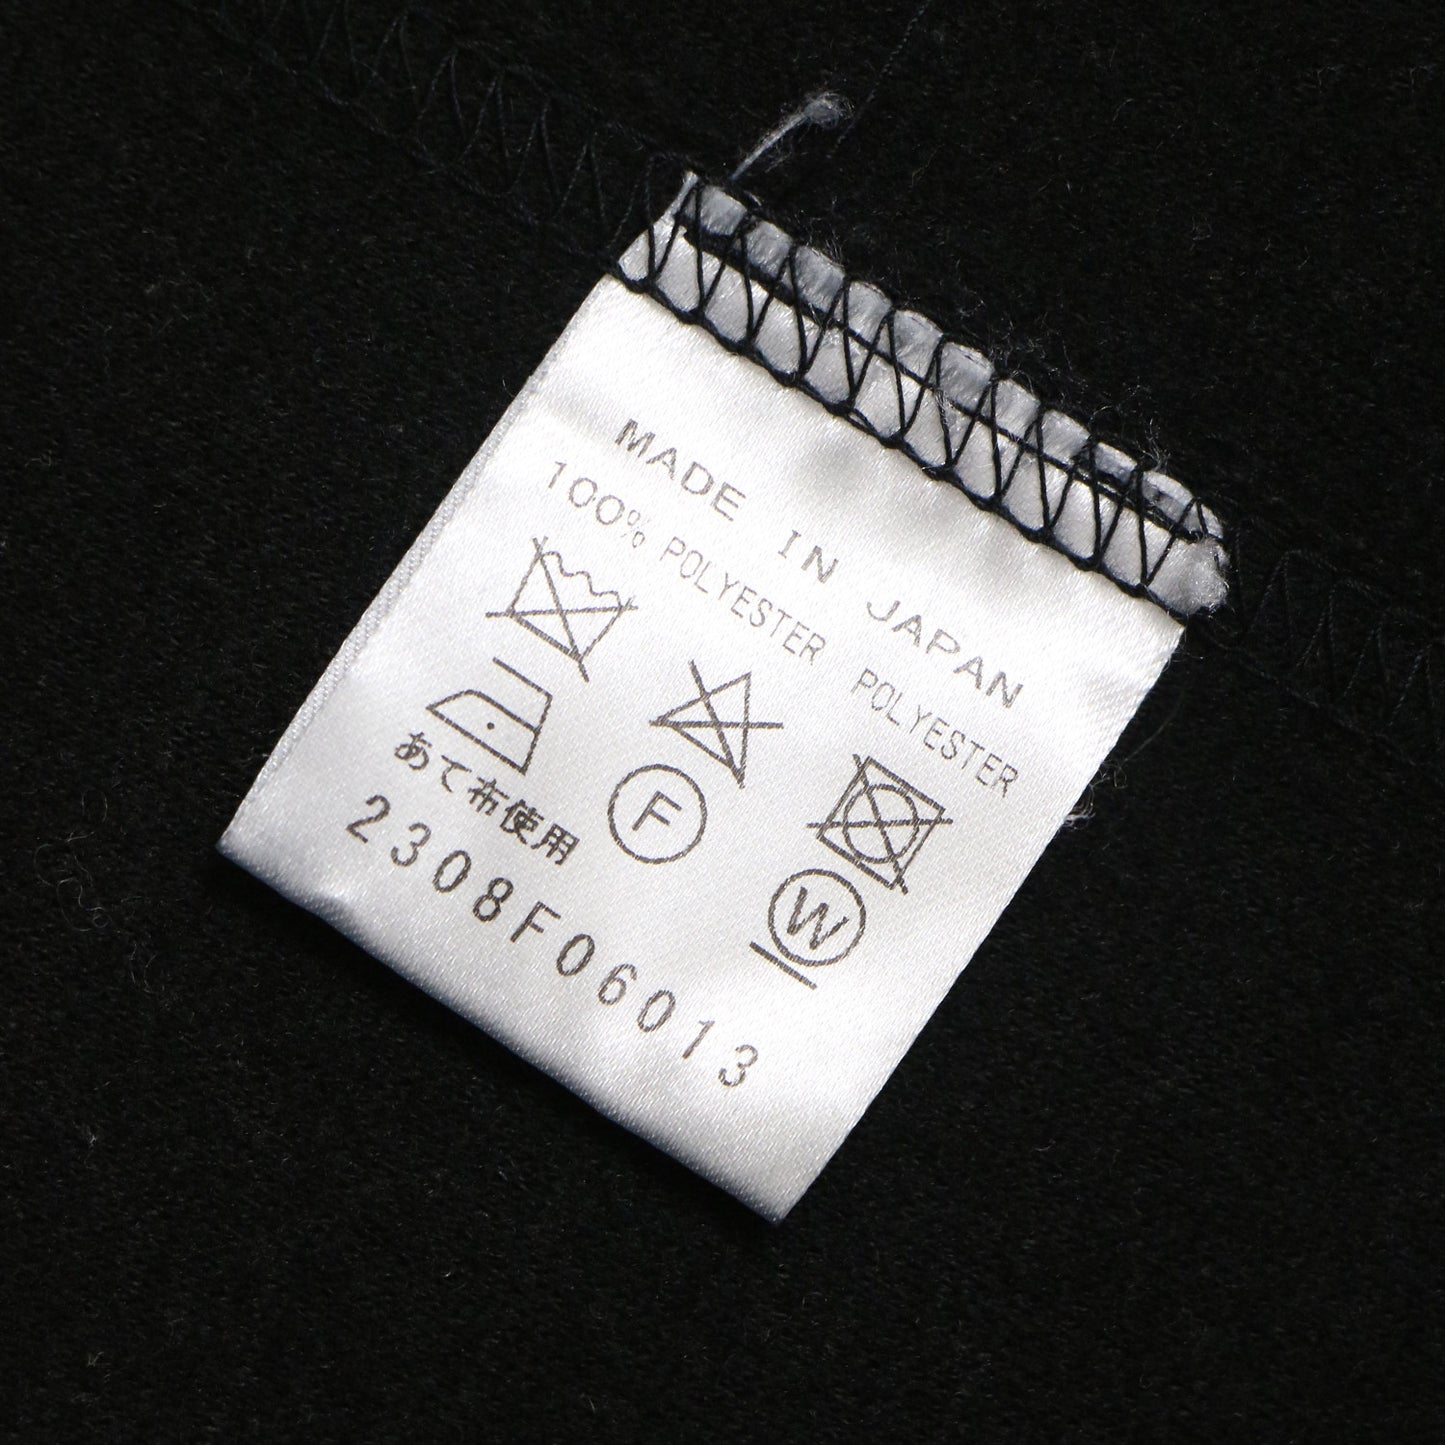 MADE IN JAPAN
100% POLYESTER POLYESTER
F
W
あて布使用
2308F06013